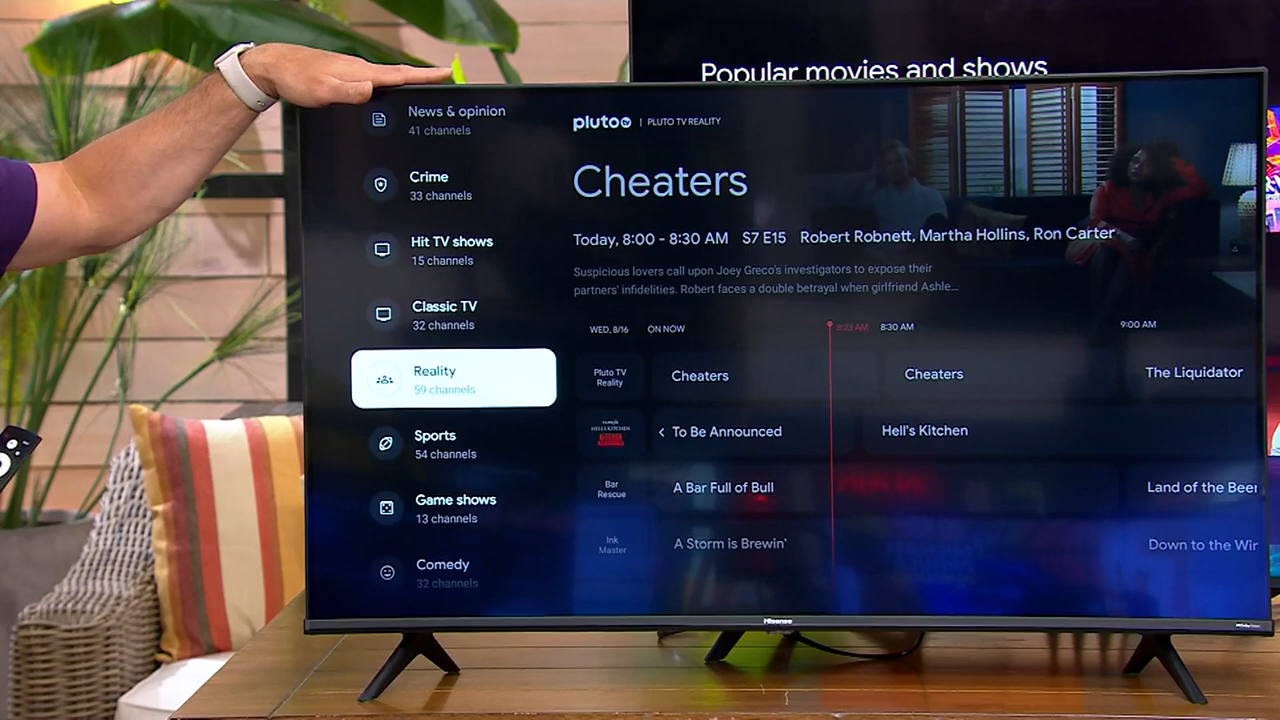 Popular movies and shows
News & opinion
41 channels
Crime
33 channels
Hit TV shows
15 channels
Classic TV
32 channels
Reality
59 channels
Sports
54 channels
Game shows
13 channels
Comedy
32 channels
pluto tv | PLUTO TV REALITY
Cheaters
Today, 8:00 - 8:30 AM S7 E15 Robert Robnett, Martha Hollins, Ron Carter
Suspicious lovers call upon Joey Greco's investigators to expose their
partners' infidelities. Robert faces a double betrayal when girlfriend Ashle...
WED, 8/16 ON NOW 8:23 AM 8:30 AM 9:00 AM
Pluto TV
Reality
Cheaters Cheaters The Liquidator
HELL'S KITCHEN
< To Be Announced Hell's Kitchen
Bar
Rescue
A Bar Full of Bull Land of the Beer
Ink
Master
A Storm is Brewin' Down to the Wir
Hisense